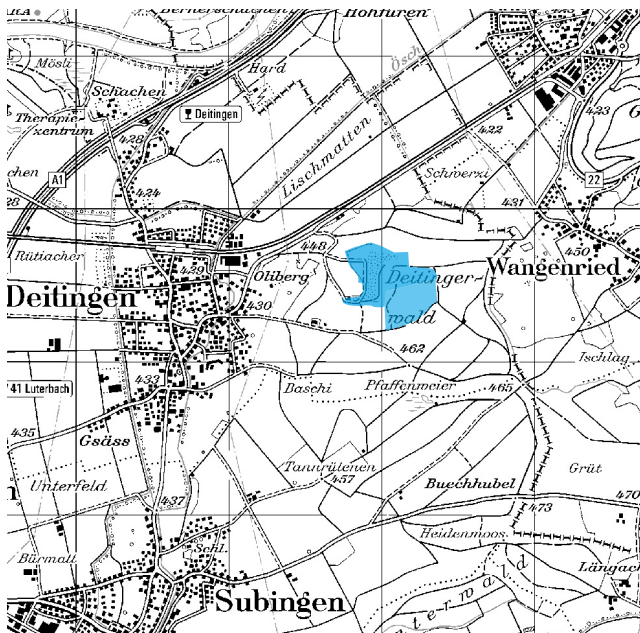 Hohfuren
Mösli
Hard
Ösch
Schachen
Therapie-
zentrum
Deitingen
428
423
422
Lischmatten
A1
424
Schwerzi
22
431
448
450
Rütiacher
429
Oliberg
Deitinger-
wald
Wangenried
Deitingen
430
462
Ischlag
433
41 Luterbach
Baschi
Pfaffenmeier
465
435
Gsäss
Tannrütenen
457
Grüt
Unterfeld
Buechhubel
437
473
470
Heidenmoos
Schl.
Bürmatt
Längach
Subingen
terwald